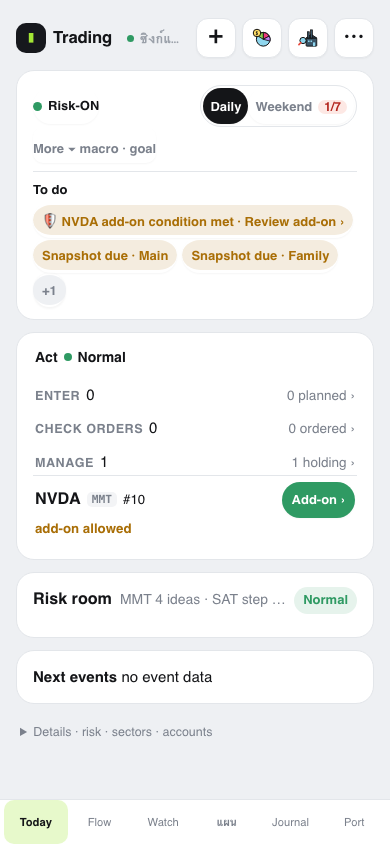 Trading ซิงก์แ...
Risk-ON Daily Weekend 1/7
More ▾ macro · goal
To do
NVDA add-on condition met · Review add-on ›
Snapshot due · Main Snapshot due · Family
+1
Act Normal
ENTER 0 0 planned ›
CHECK ORDERS 0 0 ordered ›
MANAGE 1 1 holding ›
NVDA MMT #10 Add-on ›
add-on allowed
Risk room MMT 4 ideas · SAT step ... Normal
Next events no event data
▶ Details · risk · sectors · accounts
Today Flow Watch แผน Journal Port